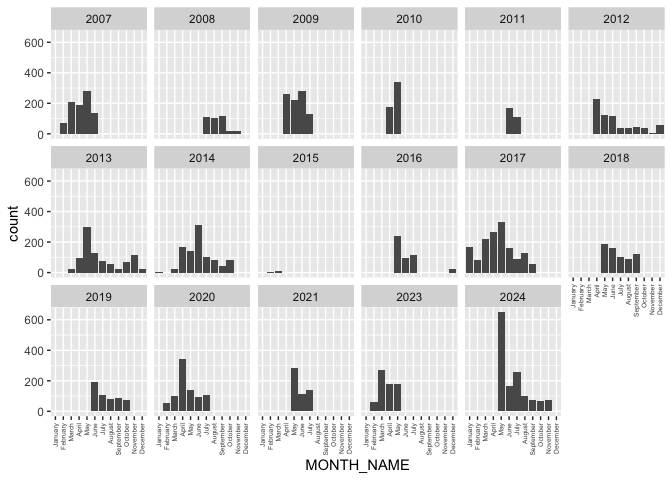 2007 2008 2009 2010 2011 2012
600
400
200
0
2013 2014 2015 2016 2017 2018
600
400
200
0
count
January February March April May June July August September October November December
2019 2020 2021 2023 2024
600
400
200
0
January February March April May June July August September October November December
January February March April May June July August September October November December
January February March April May June July August September October November December
January February March April May June July August September October November December
January February March April May June July August September October November December
MONTH_NAME